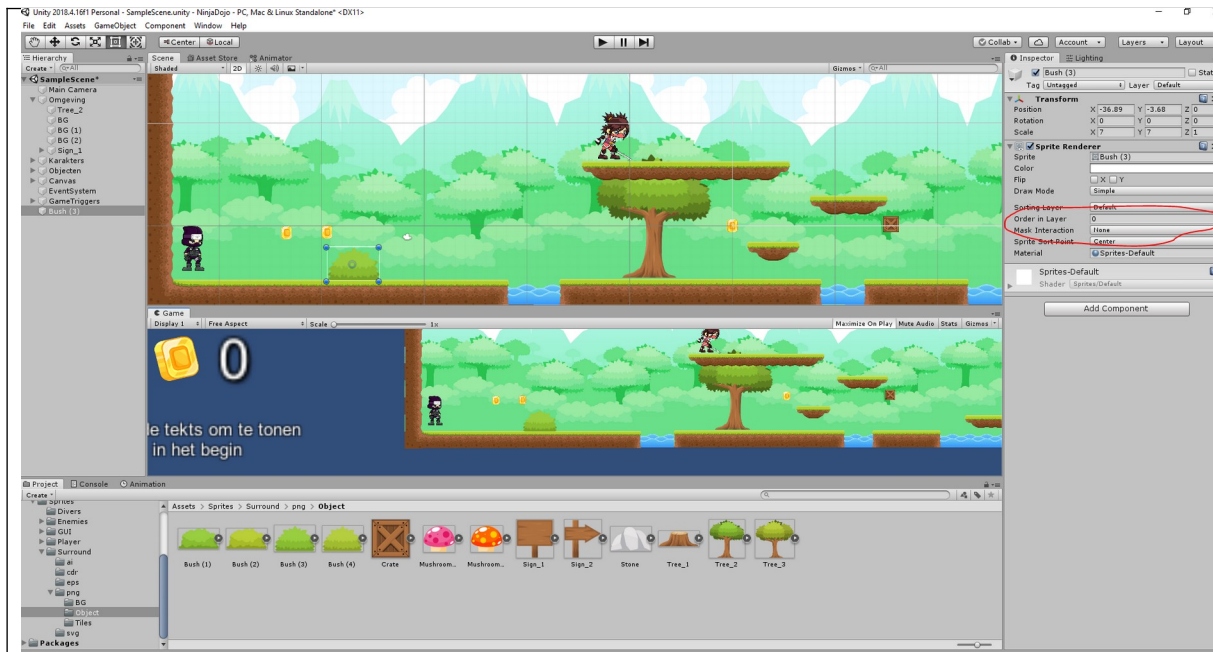 Unity 2018.4.16f1 Personal - SampleScene.unity - NinjaDojo - PC, Mac & Linux Standalone* <DX11>
File Edit Assets GameObject Component Window Help
Center Local Collab Account Layers Layout
Hierarchy
Create All
SampleScene*
Main Camera
Omgeving
Tree_2
BG
BG (1)
BG (2)
Sign_1
Karakters
Objecten
Canvas
EventSystem
GameTriggers
Bush (3)
Scene Asset Store Animator
Shaded 2D Gizmos All
Game
Display 1 Free Aspect Scale 1x Maximize On Play Mute Audio Stats Gizmos
0
le tekts om te tonen
in het begin
Inspector Lighting
Bush (3) Stat
Tag Untagged Layer Default
Transform
Position X -36.89 Y -3.68 Z 0
Rotation X 0 Y 0 Z 0
Scale X 7 Y 7 Z 1
Sprite Renderer
Sprite Bush (3)
Color
Flip X Y
Draw Mode Simple
Sorting Layer Default
Order in Layer 0
Mask Interaction None
Sprite Sort Point Center
Material Sprites-Default
Sprites-Default
Shader Sprites/Default
Add Component
Project Console Animation
Create
Sprites
Divers
Enemies
GUI
Player
Surround
ai
cdr
eps
png
BG
Object
Tiles
svg
Packages
Assets > Sprites > Surround > png > Object
Bush (1) Bush (2) Bush (3) Bush (4) Crate Mushroom... Mushroom... Sign_1 Sign_2 Stone Tree_1 Tree_2 Tree_3